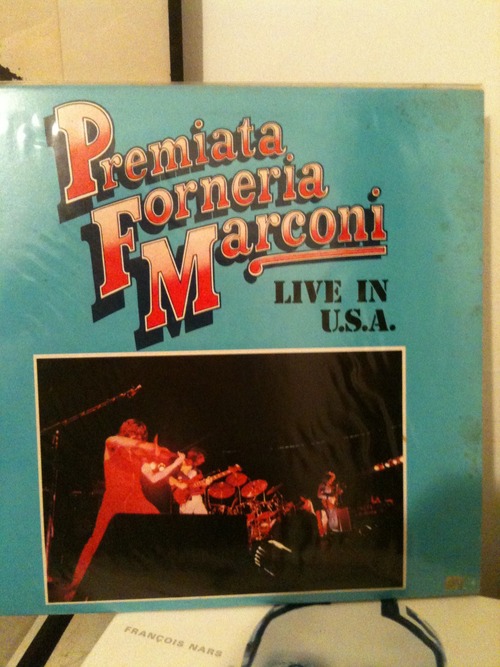 Premiata
Forneria
Marconi
LIVE IN
U.S.A.
FRANÇOIS NARS